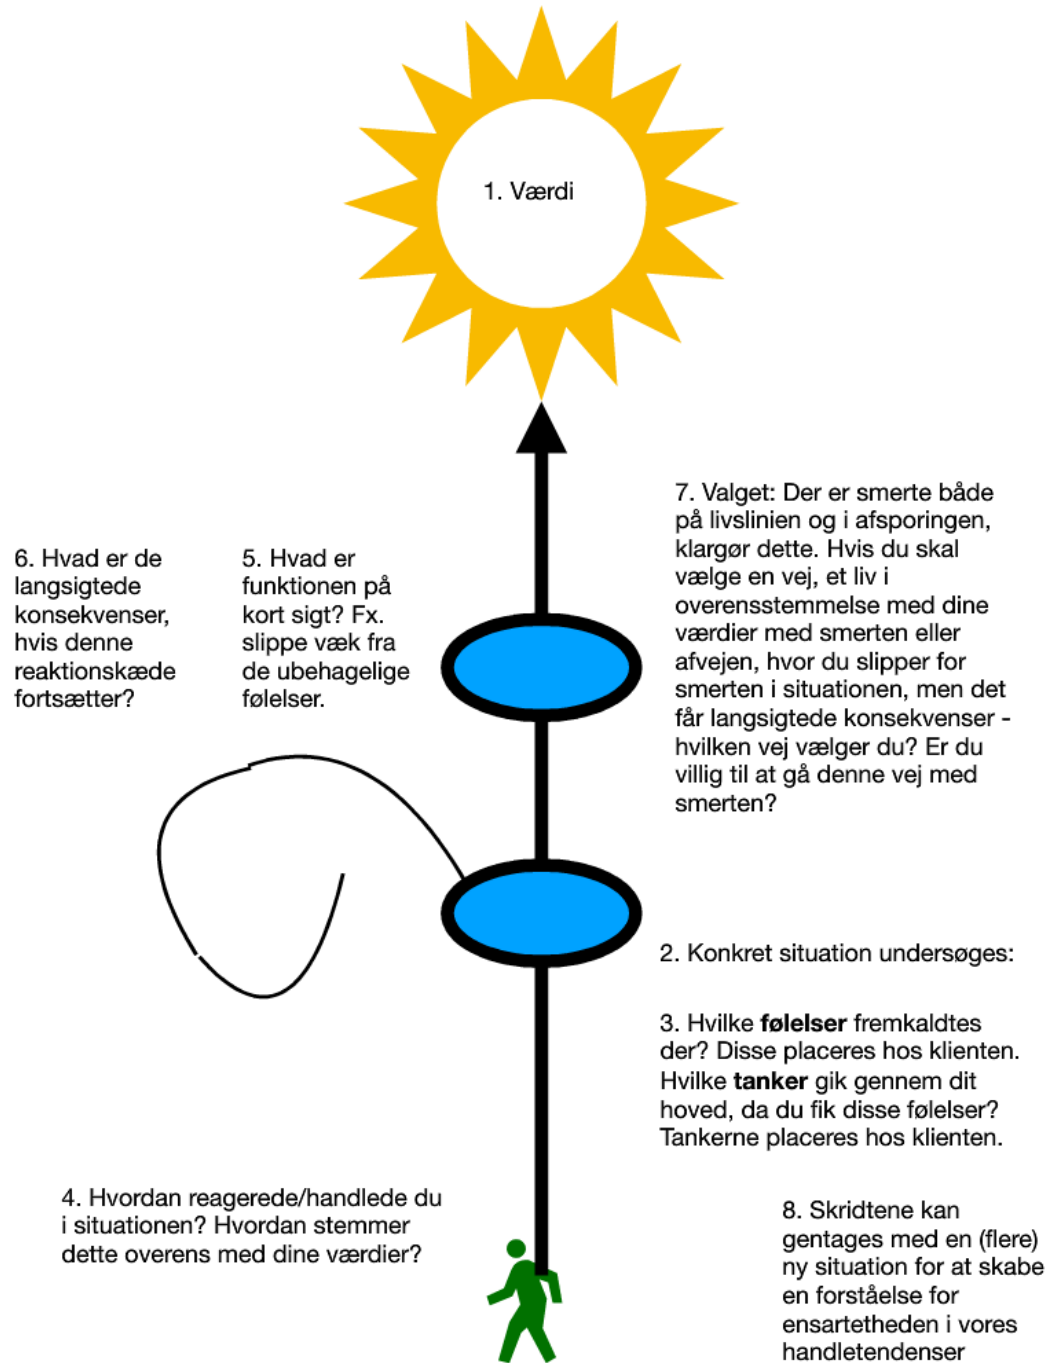 1. Værdi
7. Valget: Der er smerte både
på livslinien og i afsporingen,
klargør dette. Hvis du skal
vælge en vej, et liv i
overensstemmelse med dine
værdier med smerten eller
afvejen, hvor du slipper for
smerten i situationen, men det
får langsigtede konsekvenser -
hvilken vej vælger du? Er du
villig til at gå denne vej med
smerten?
6. Hvad er de
langsigtede
konsekvenser,
hvis denne
reaktionskæde
fortsætter?
5. Hvad er
funktionen på
kort sigt? Fx.
slippe væk fra
de ubehagelige
følelser.
2. Konkret situation undersøges:
3. Hvilke følelser fremkaldtes
der? Disse placeres hos klienten.
Hvilke tanker gik gennem dit
hoved, da du fik disse følelser?
Tankerne placeres hos klienten.
4. Hvordan reagerede/handlede du
i situationen? Hvordan stemmer
dette overens med dine værdier?
8. Skridtene kan
gentages med en (flere)
ny situation for at skabe
en forståelse for
ensartetheden i vores
handletendenser